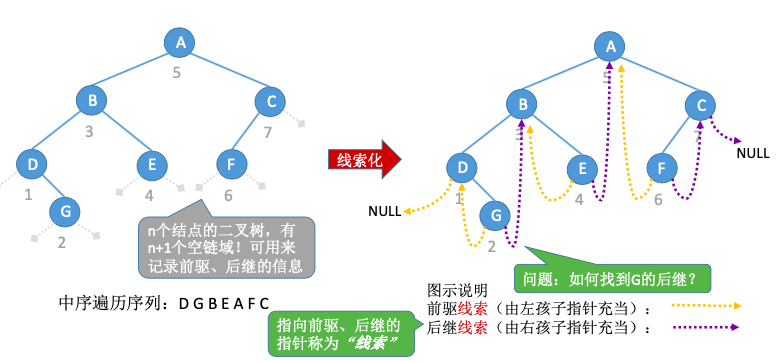 A
5
B
3
C
7
D
1
E
4
F
6
G
2
n个结点的二叉树，有
n+1个空链域！可用来
记录前驱、后继的信息
中序遍历序列：D G B E A F C
线索化
A
5
B
3
C
7
NULL
D
1
E
4
F
6
NULL
G
2
问题：如何找到G的后继？
图示说明
前驱线索（由左孩子指针充当）：
后继线索（由右孩子指针充当）：
指向前驱、后继的
指针称为“线索”